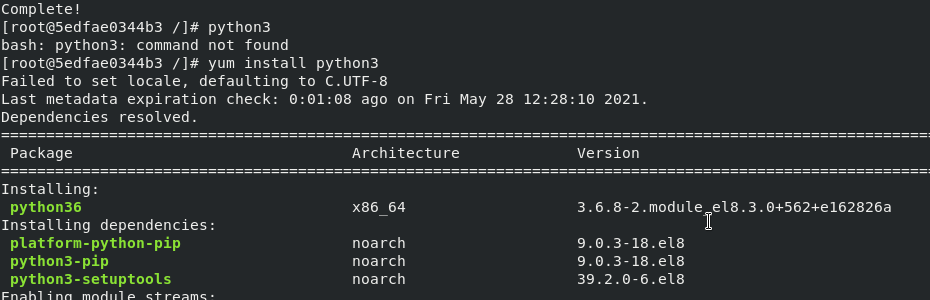 Complete!
[root@5edfae0344b3 /]# python3
bash: python3: command not found
[root@5edfae0344b3 /]# yum install python3
Failed to set locale, defaulting to C.UTF-8
Last metadata expiration check: 0:01:08 ago on Fri May 28 12:28:10 2021.
Dependencies resolved.
================================================================================
Package Architecture Version
================================================================================
Installing:
python36 x86_64 3.6.8-2.module_el8.3.0+562+e162826a
Installing dependencies:
platform-python-pip noarch 9.0.3-18.el8
python3-pip noarch 9.0.3-18.el8
python3-setuptools noarch 39.2.0-6.el8
Enabling module streams: